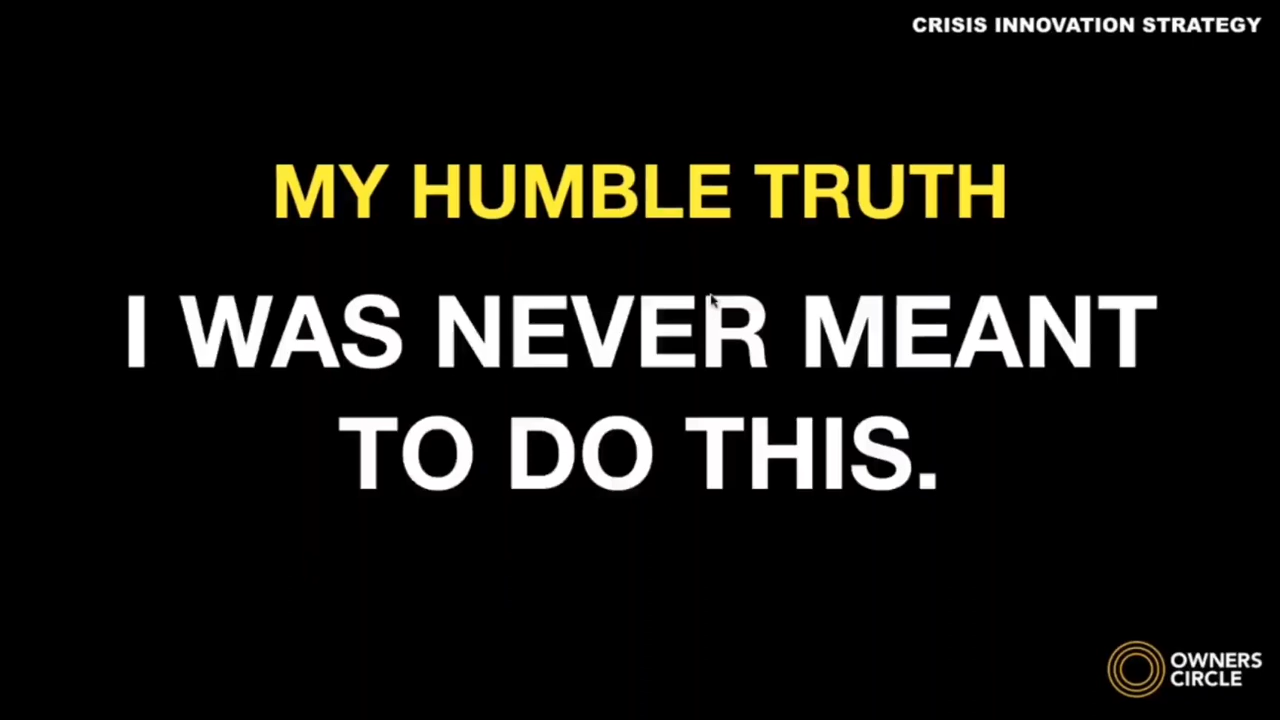 CRISIS INNOVATION STRATEGY
MY HUMBLE TRUTH
I WAS NEVER MEANT
TO DO THIS.
OWNERS
CIRCLE